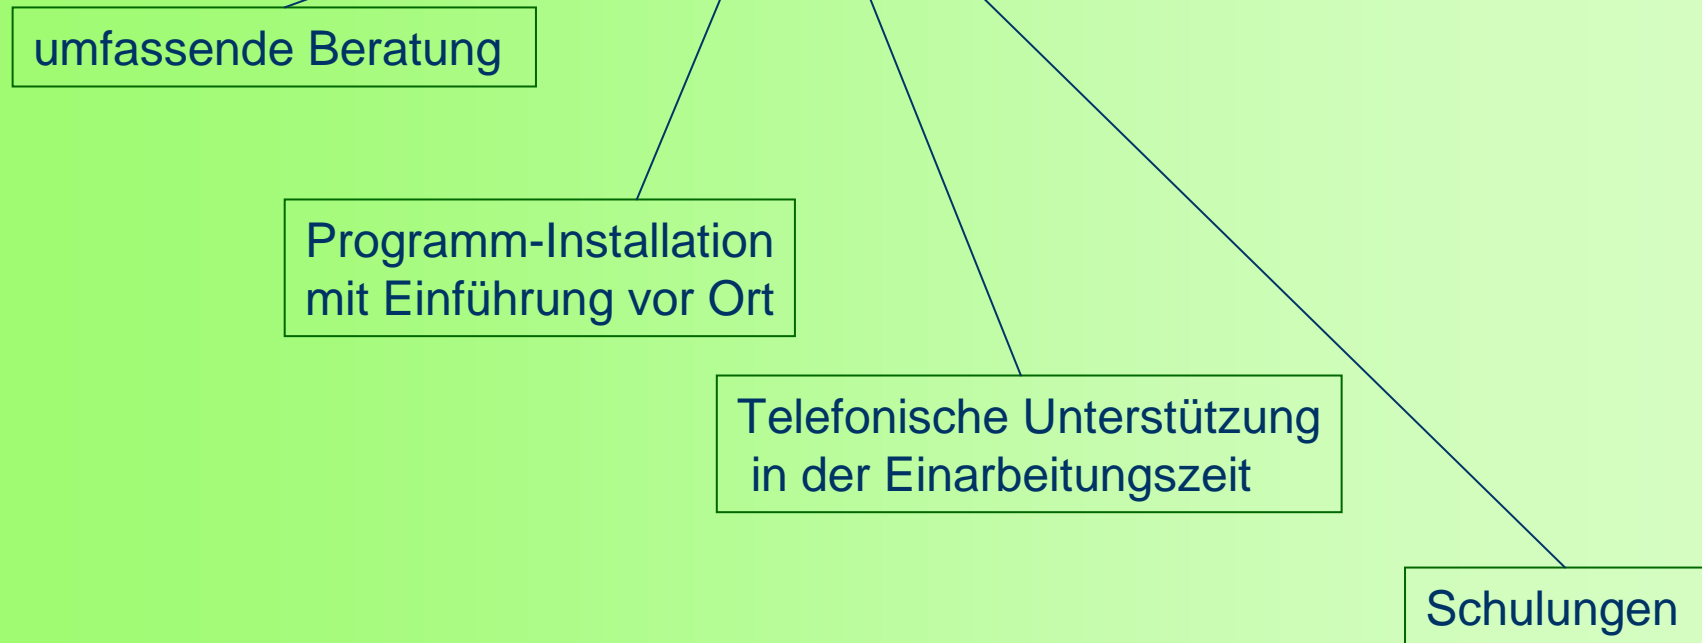 umfassende Beratung
Programm-Installation
mit Einführung vor Ort
Telefonische Unterstützung
in der Einarbeitungszeit
Schulungen